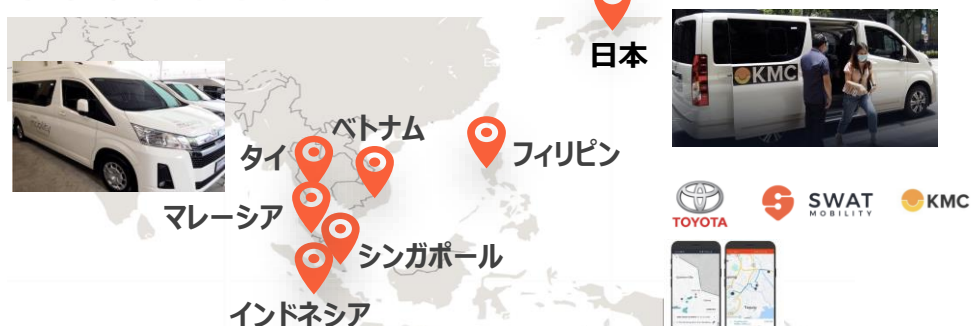 日本
KMC
ベトナム
タイ
フィリピン
マレーシア
シンガポール
インドネシア
TOYOTA
SWAT
MOBILITY
KMC